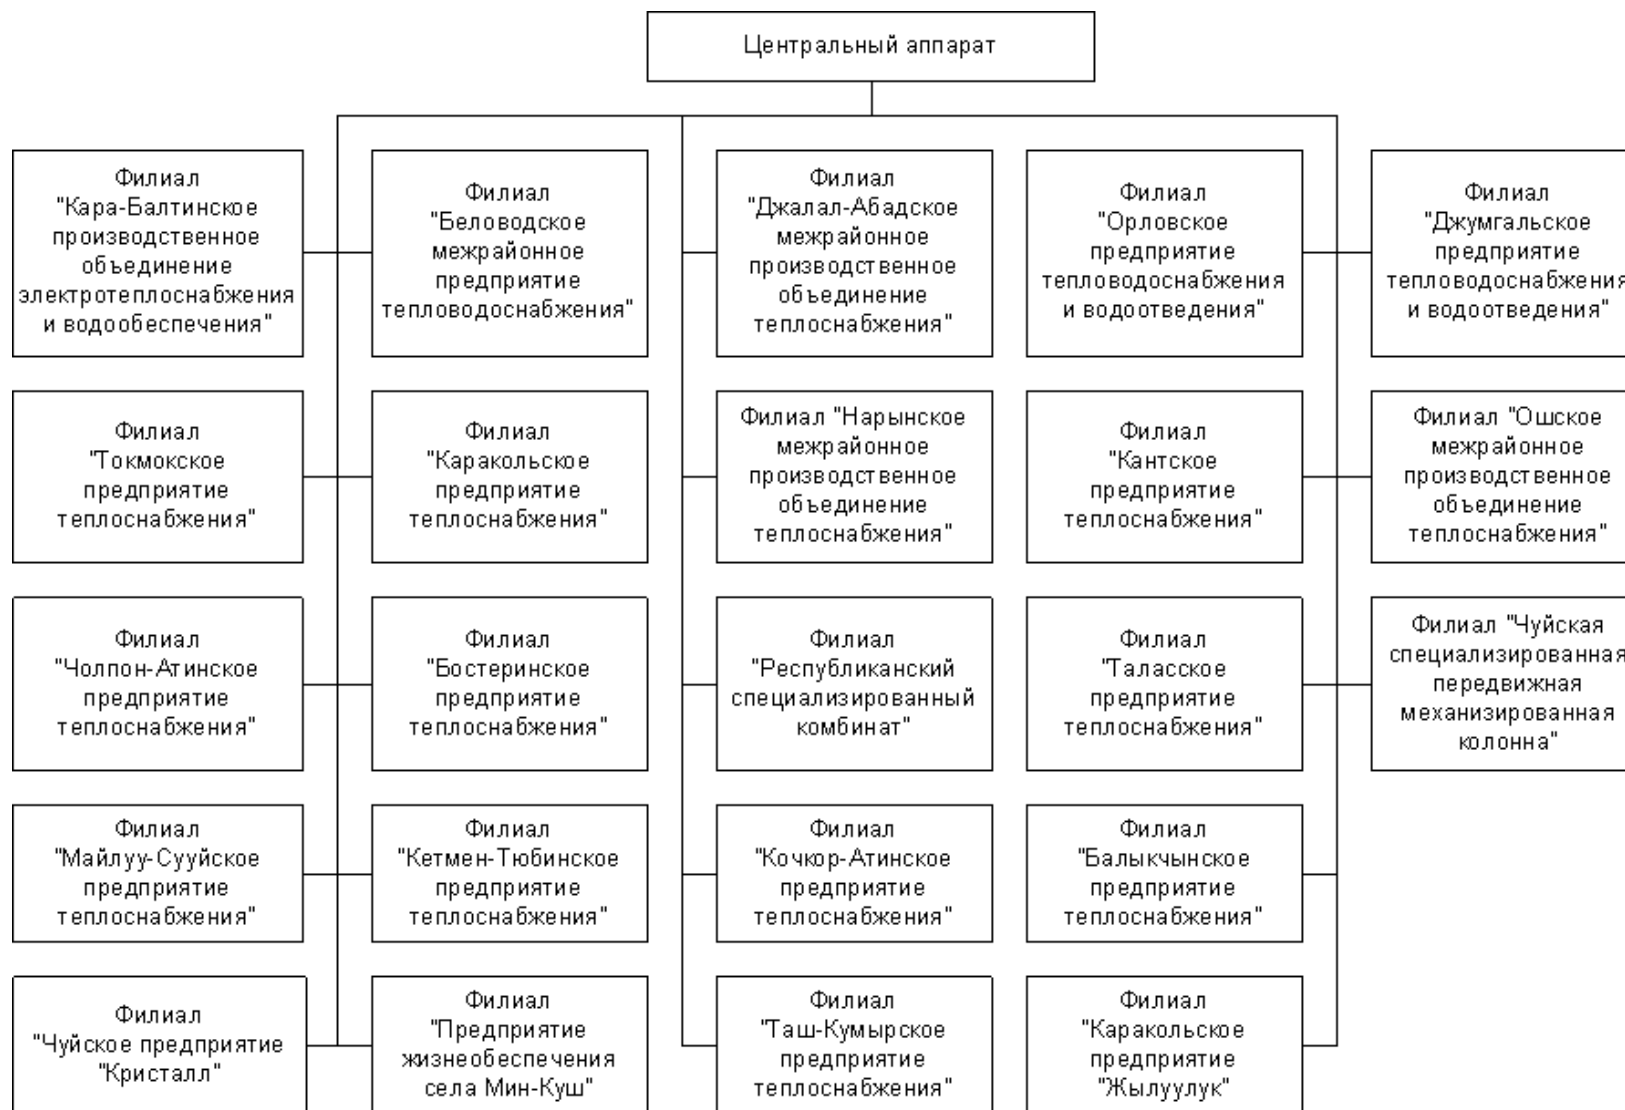 Центральный аппарат
Филиал
"Кара-Балтинское
производственное
объединение
электротеплоснабжения
и водообеспечения"
Филиал
"Беловодское
межрайонное
предприятие
тепловодоснабжения"
Филиал
"Джалал-Абадское
межрайонное
производственное
объединение
теплоснабжения"
Филиал
"Орловское
предприятие
тепловодоснабжения
и водоотведения"
Филиал
"Джумгальское
предприятие
тепловодоснабжения
и водоотведения"
Филиал
"Токмокское
предприятие
теплоснабжения"
Филиал
"Каракольское
предприятие
теплоснабжения"
Филиал "Нарынское
межрайонное
производственное
объединение
теплоснабжения"
Филиал
"Кантское
предприятие
теплоснабжения"
Филиал "Ошское
межрайонное
производственное
объединение
теплоснабжения"
Филиал
"Чолпон-Атинское
предприятие
теплоснабжения"
Филиал
"Бостеринское
предприятие
теплоснабжения"
Филиал
"Республиканский
специализированный
комбинат"
Филиал
"Таласское
предприятие
теплоснабжения"
Филиал "Чуйская
специализированная
передвижная
механизированная
колонна"
Филиал
"Майлуу-Сууйское
предприятие
теплоснабжения"
Филиал
"Кетмен-Тюбинское
предприятие
теплоснабжения"
Филиал
"Кочкор-Атинское
предприятие
теплоснабжения"
Филиал
"Балыкчынское
предприятие
теплоснабжения"
Филиал
"Чуйское предприятие
"Кристалл"
Филиал
"Предприятие
жизнеобеспечения
села Мин-Куш"
Филиал
"Таш-Кумырское
предприятие
теплоснабжения"
Филиал
"Каракольское
предприятие
"Жылуулук"